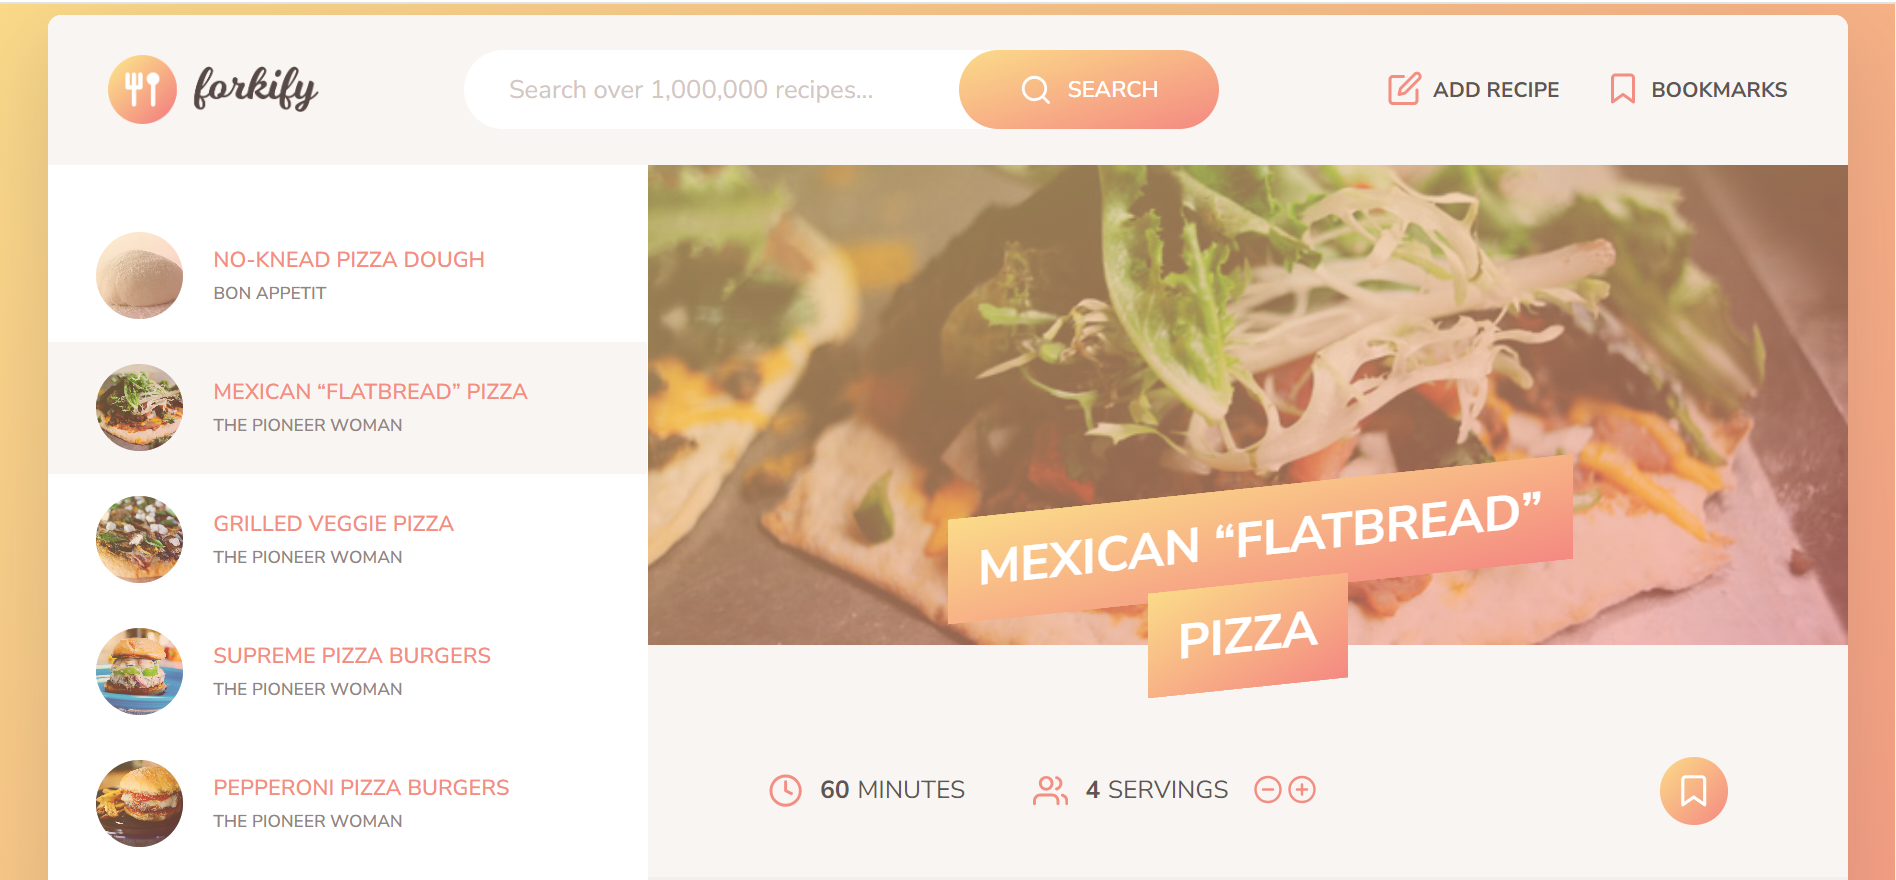 forkify
Search over 1,000,000 recipes...
SEARCH
ADD RECIPE
BOOKMARKS
NO-KNEAD PIZZA DOUGH
BON APPETIT
MEXICAN “FLATBREAD” PIZZA
THE PIONEER WOMAN
GRILLED VEGGIE PIZZA
THE PIONEER WOMAN
SUPREME PIZZA BURGERS
THE PIONEER WOMAN
PEPPERONI PIZZA BURGERS
THE PIONEER WOMAN
MEXICAN “FLATBREAD”
PIZZA
60 MINUTES
4 SERVINGS